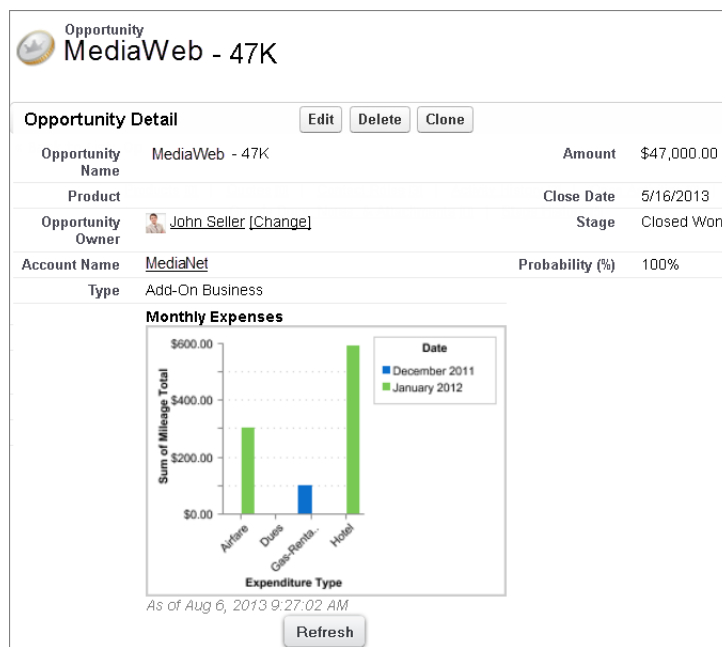 Opportunity
MediaWeb - 47K
Opportunity Detail
Edit
Delete
Clone
Opportunity Name
MediaWeb - 47K
Amount
$47,000.00
Product
Close Date
5/16/2013
Opportunity Owner
John Seller [Change]
Stage
Closed Won
Account Name
MediaNet
Probability (%)
100%
Type
Add-On Business
Monthly Expenses
Sum of Mileage Total
$600.00
$400.00
$200.00
$0.00
Airfare
Dues
Gas-Renta..
Hotel
Expenditure Type
Date
December 2011
January 2012
As of Aug 6, 2013 9:27:02 AM
Refresh